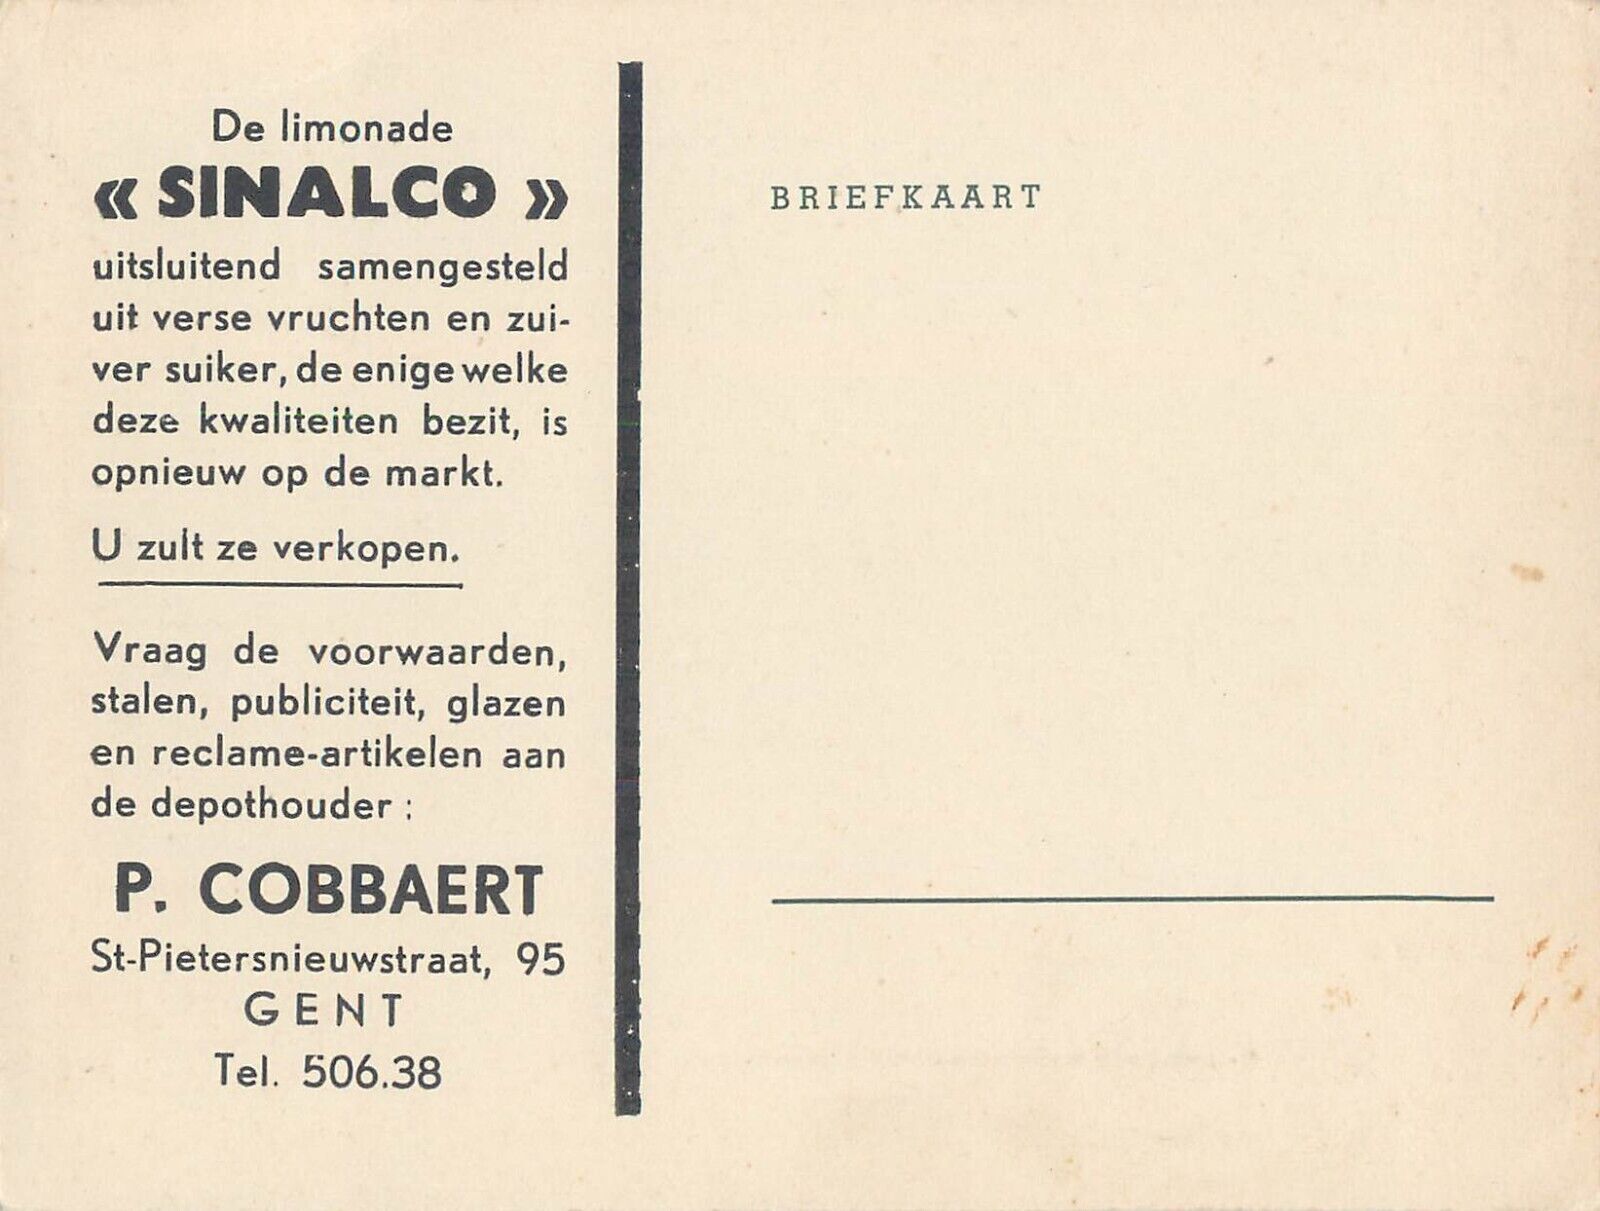 De limonade
« SINALCO »
uitsluitend samengesteld
uit verse vruchten en zui-
ver suiker, de enige welke
deze kwaliteiten bezit, is
opnieuw op de markt.
U zult ze verkopen.
Vraag de voorwaarden,
stalen, publiciteit, glazen
en reclame-artikelen aan
de depothouder :
P. COBBAERT
St-Pietersnieuwstraat, 95
GENT
Tel. 506.38
BRIEFKAART